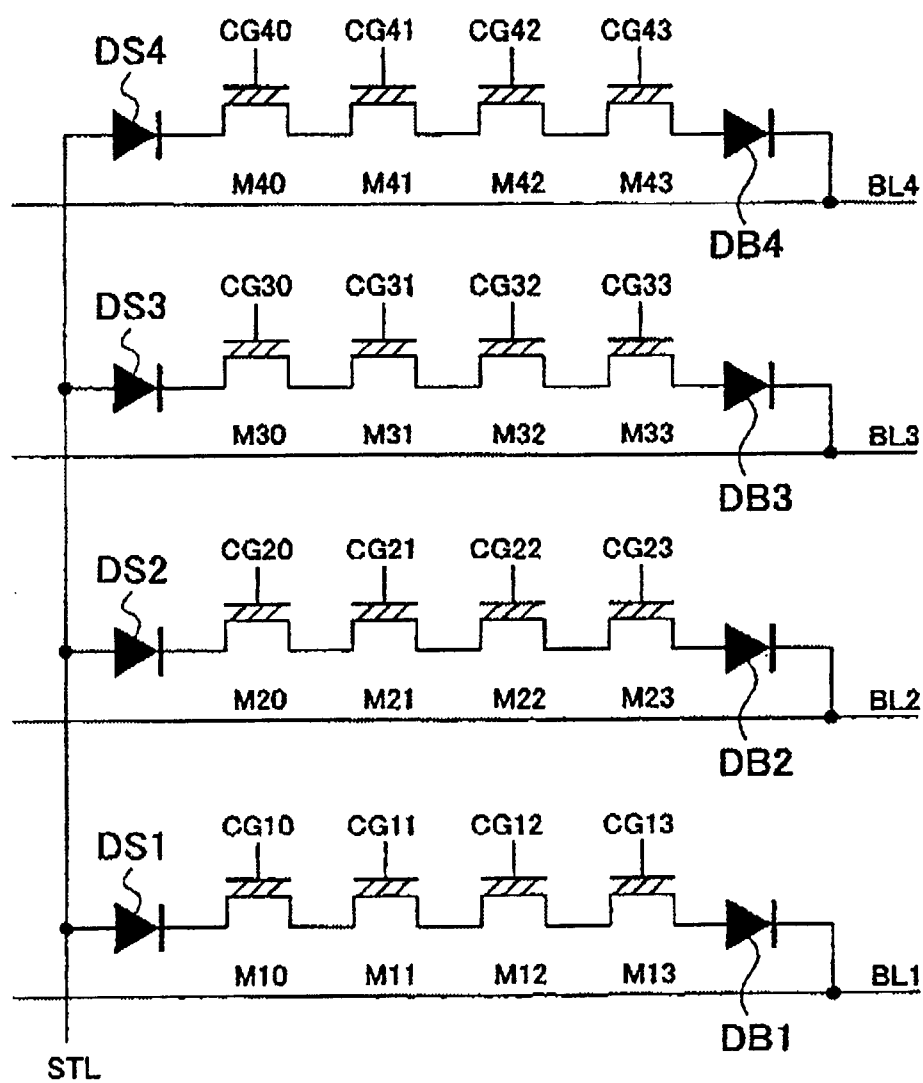 DS4 CG40 CG41 CG42 CG43
M40 M41 M42 M43 BL4
DB4
DS3 CG30 CG31 CG32 CG33
M30 M31 M32 M33 BL3
DB3
DS2 CG20 CG21 CG22 CG23
M20 M21 M22 M23 BL2
DB2
DS1 CG10 CG11 CG12 CG13
M10 M11 M12 M13 BL1
DB1
STL